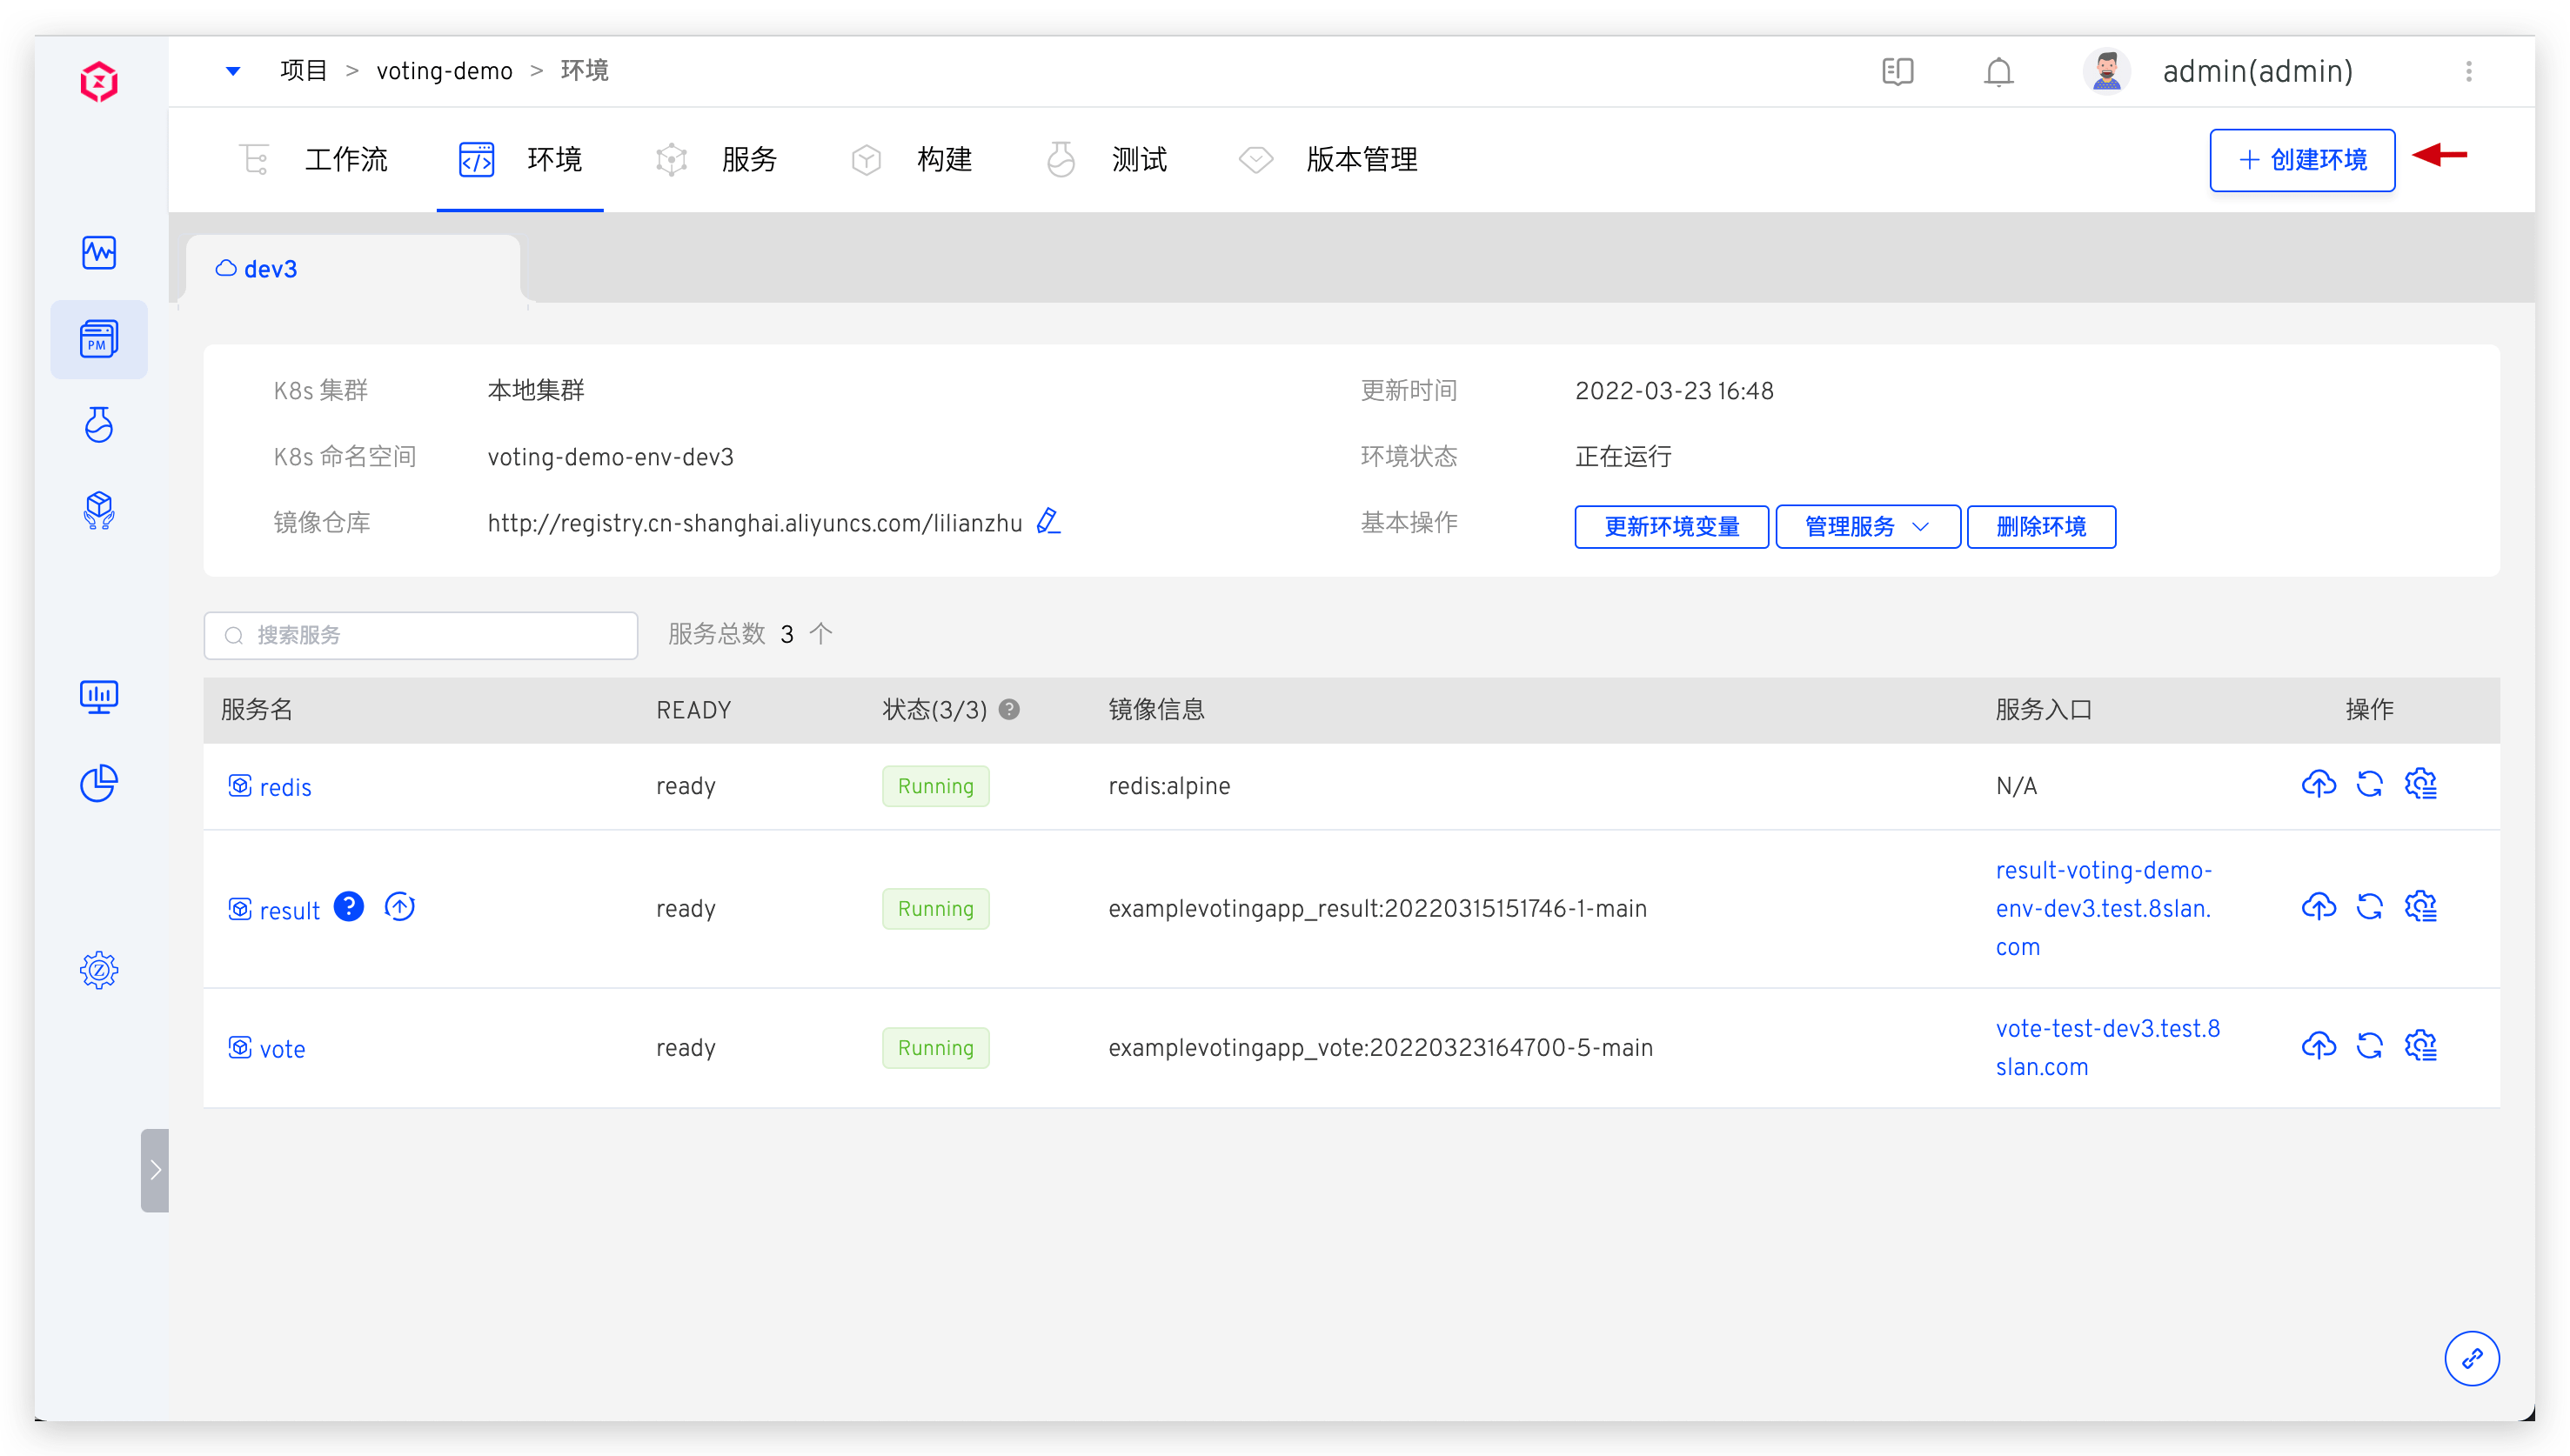 项目 > voting-demo > 环境
admin(admin)
工作流 环境 服务 构建 测试 版本管理
+ 创建环境
dev3
PM
K8s 集群 本地集群 更新时间 2022-03-23 16:48
K8s 命名空间 voting-demo-env-dev3 环境状态 正在运行
镜像仓库 http://registry.cn-shanghai.aliyuncs.com/lilianzhu 基本操作 更新环境变量 管理服务 删除环境
搜索服务 服务总数 3 个
服务名 READY 状态(3/3) ? 镜像信息 服务入口 操作
redis ready Running redis:alpine N/A
result ? ready Running examplevotingapp_result:20220315151746-1-main
result-voting-demo-
env-dev3.test.8slan.
com
vote ready Running examplevotingapp_vote:20220323164700-5-main
vote-test-dev3.test.8
slan.com